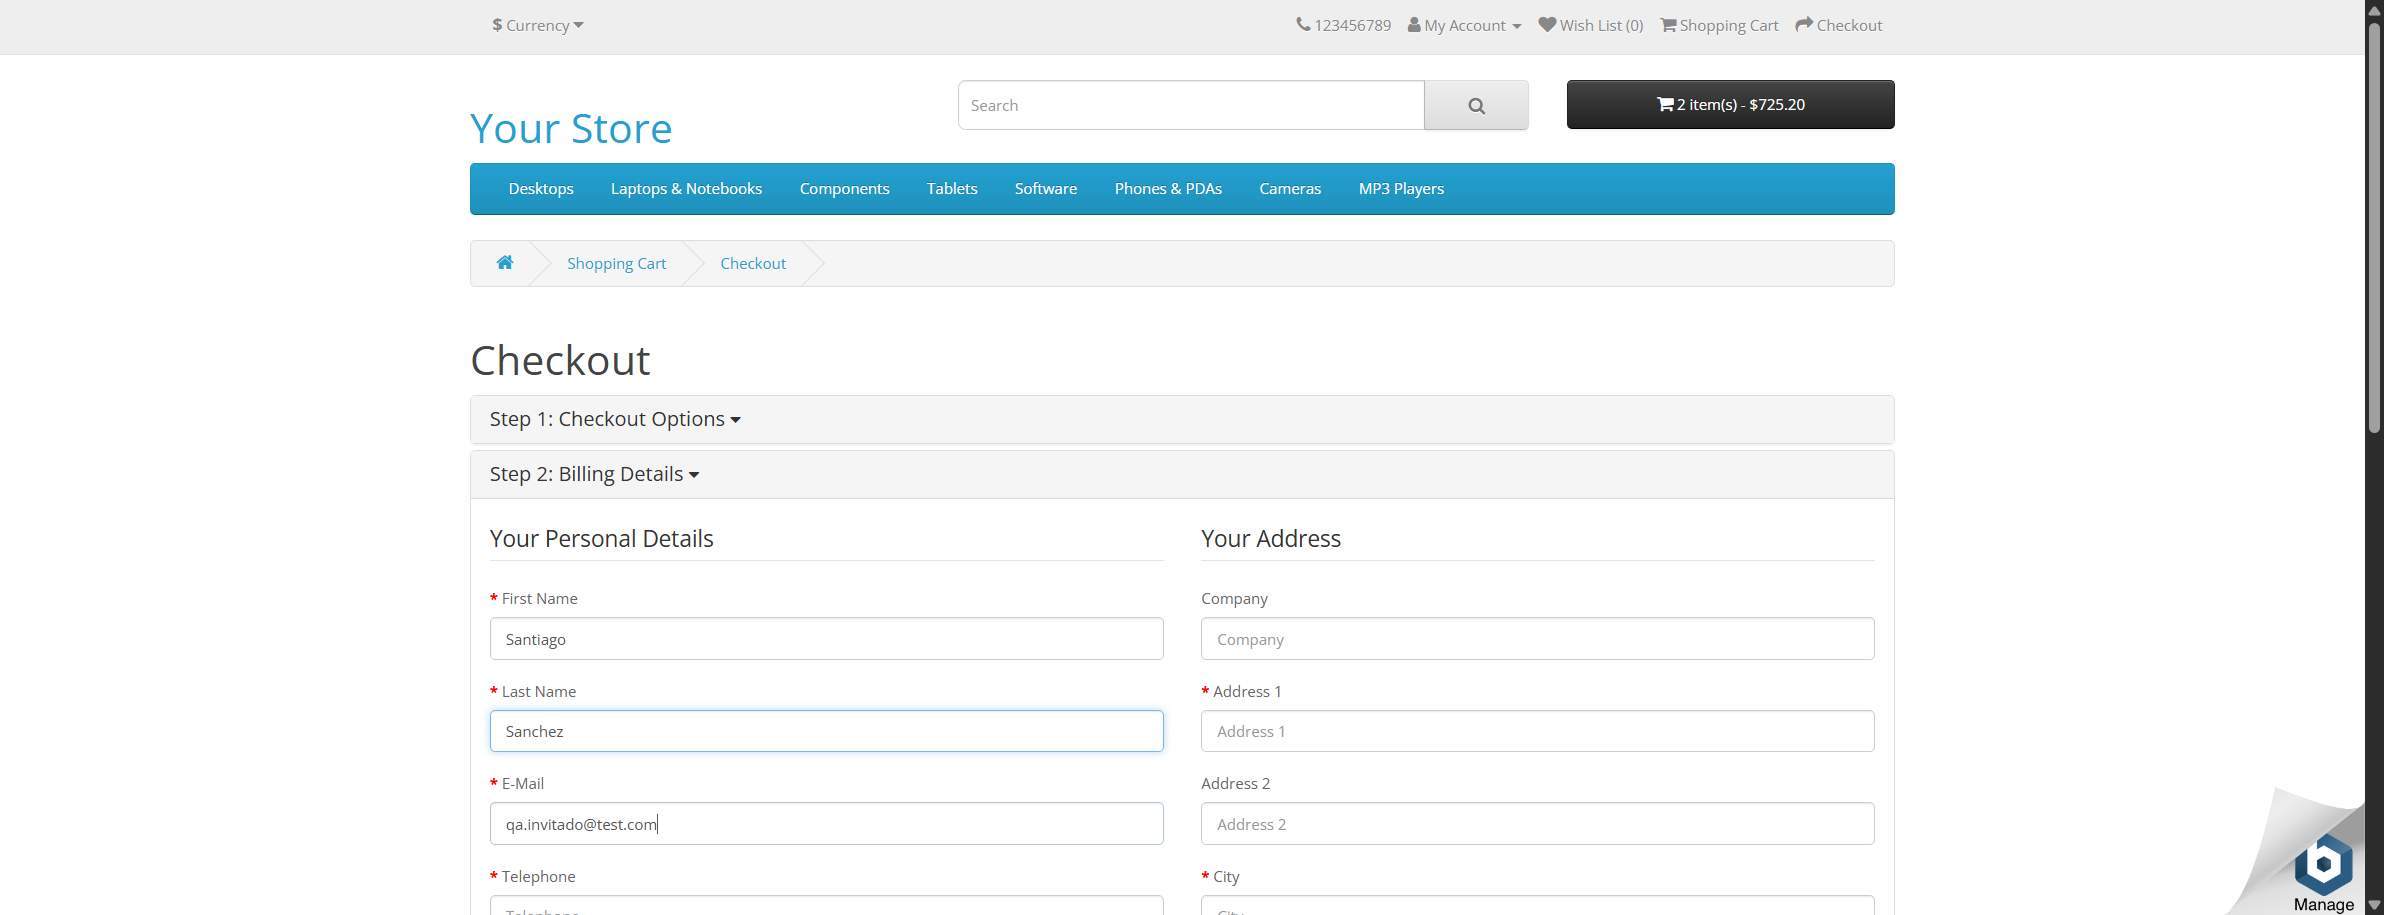 $ Currency
123456789 My Account Wish List (0) Shopping Cart Checkout
Your Store
Search
2 item(s) - $725.20
Desktops Laptops & Notebooks Components Tablets Software Phones & PDAs Cameras MP3 Players
Shopping Cart Checkout
Checkout
Step 1: Checkout Options
Step 2: Billing Details
Your Personal Details
* First Name
Santiago
* Last Name
Sanchez
* E-Mail
qa.invitado@test.com
* Telephone
Telephone
Your Address
Company
Company
* Address 1
Address 1
Address 2
Address 2
* City
City
b
Manage